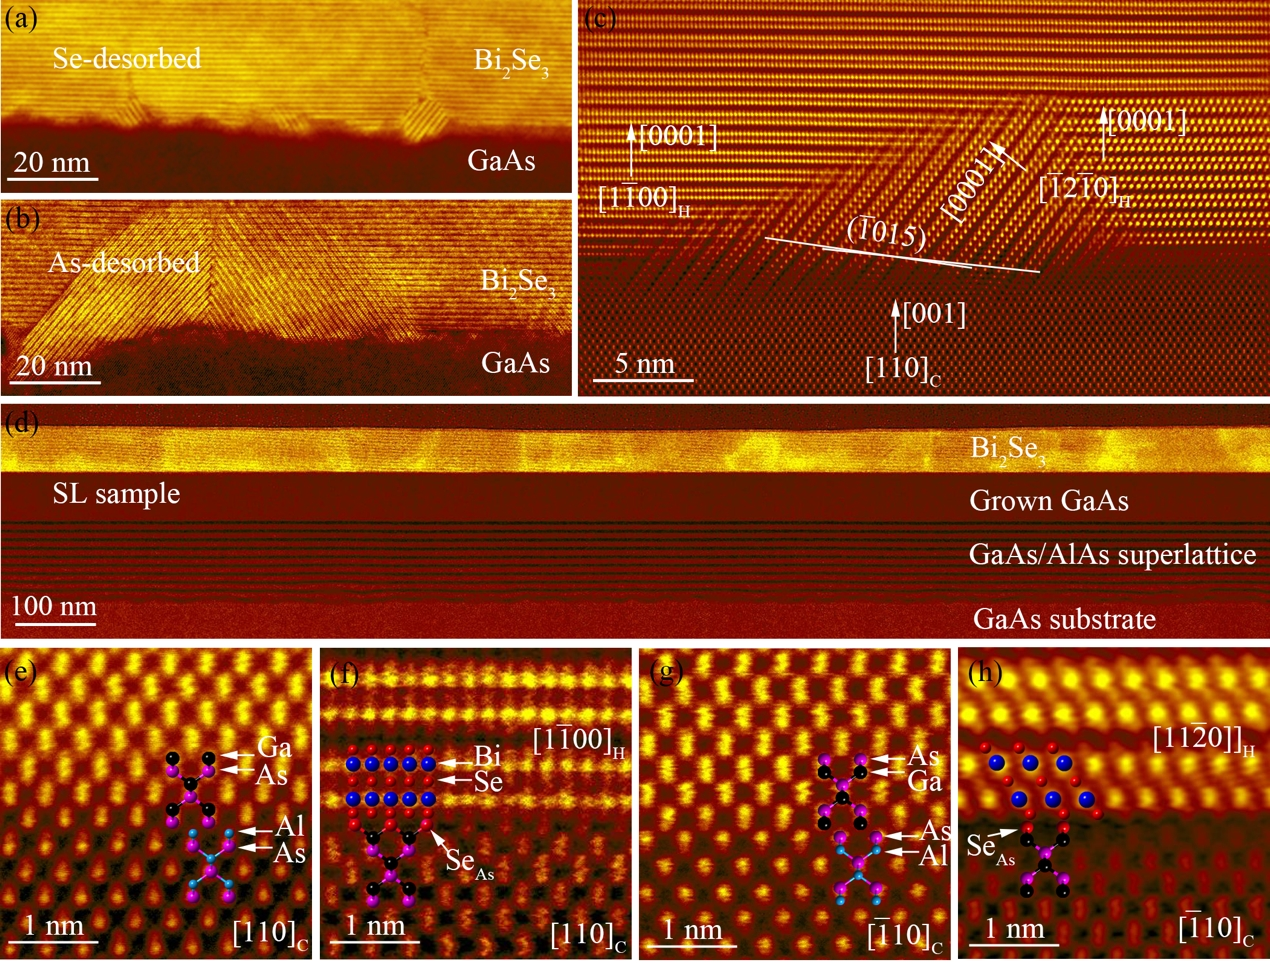 (a)
Se-desorbed
Bi₂Se₃
20 nm
GaAs
(b)
As-desorbed
Bi₂Se₃
20 nm
GaAs
(c)
[0001]
[11̅00]H
[0001]
[0001]
[1̅21̅0]H
(1̅015)
[001]
5 nm
[110]C
(d)
Bi₂Se₃
SL sample
Grown GaAs
GaAs/AlAs superlattice
100 nm
GaAs substrate
(e)
Ga
As
Al
As
1 nm
[110]C
(f)
[11̅00]H
Bi
Se
SeAs
1 nm
[110]C
(g)
As
Ga
As
Al
1 nm
[1̅10]C
(h)
[112̅0]]H
SeAs
1 nm
[1̅10]C